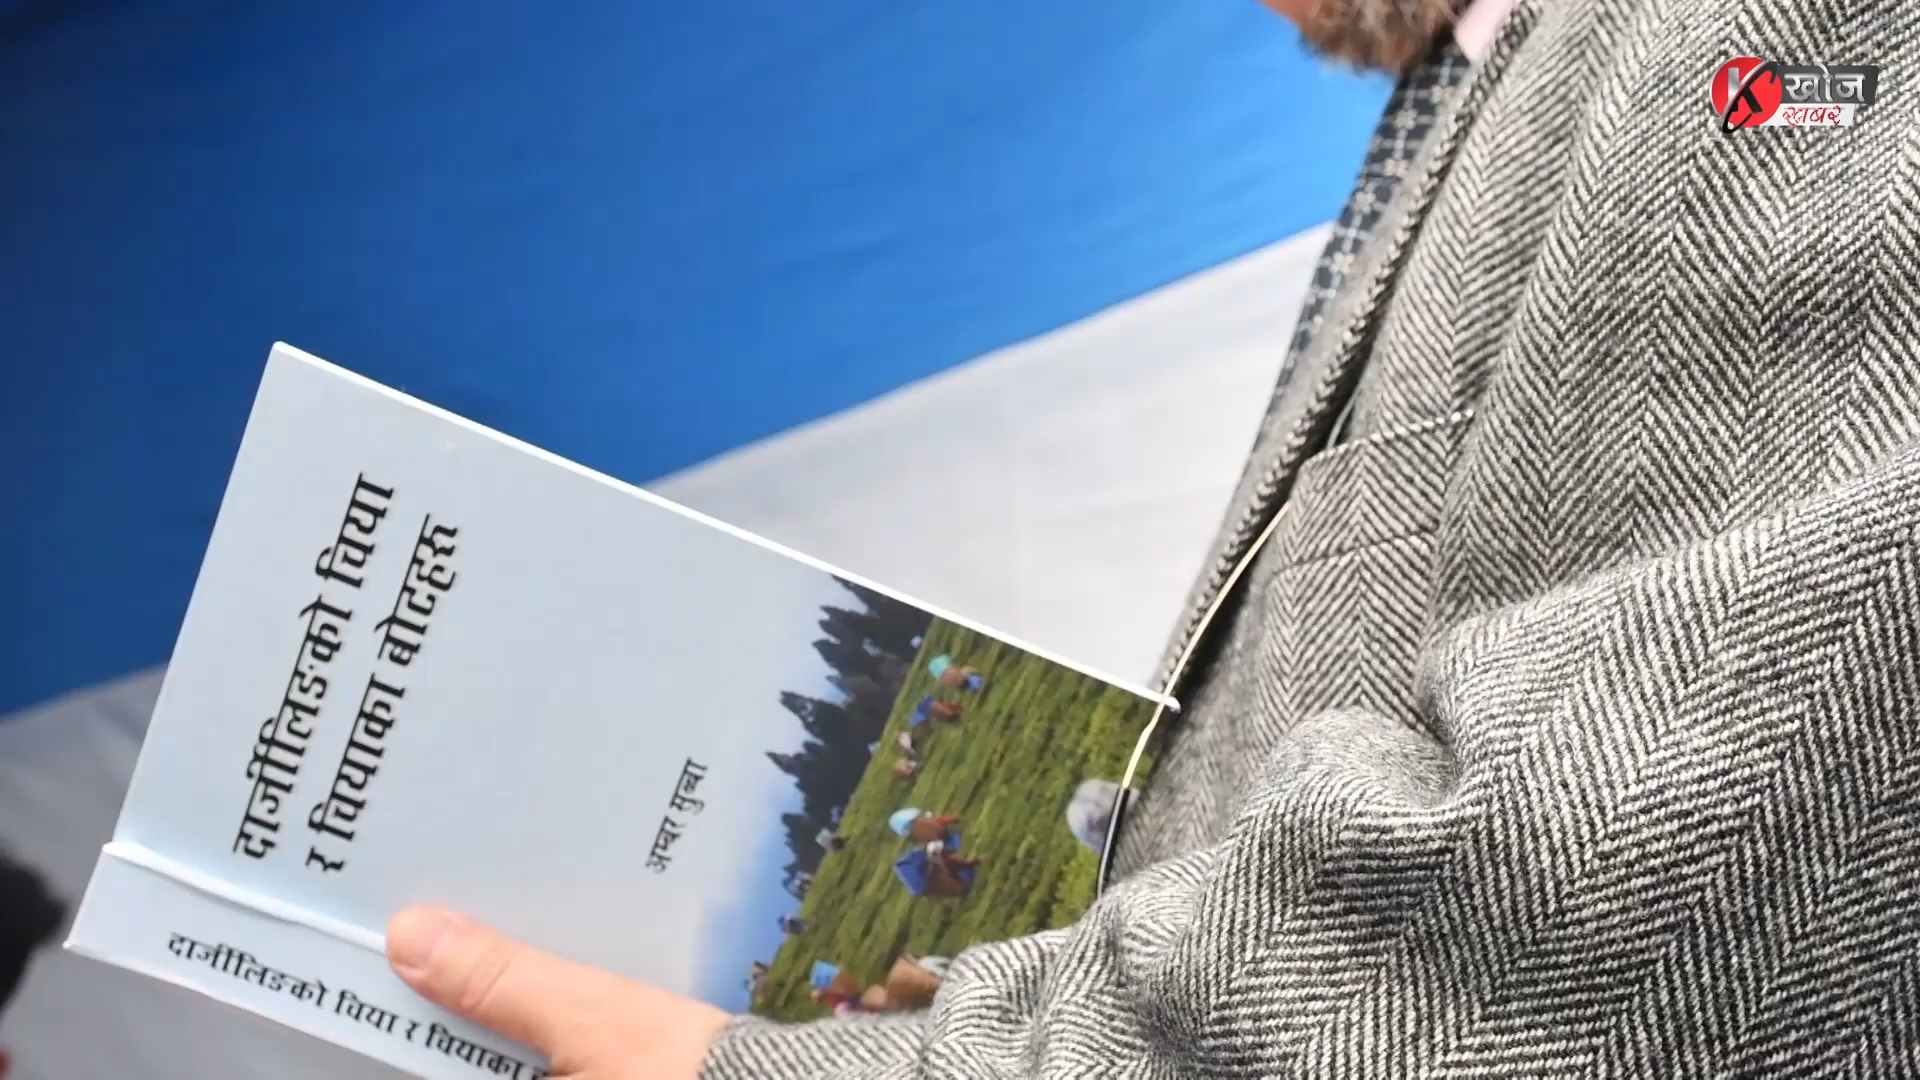 दार्जीलिङको चिया
र चियाका बोटहरू
अम्बर सुब्बा
दार्जीलिङको चिया र चियाका
K खोज
खबर